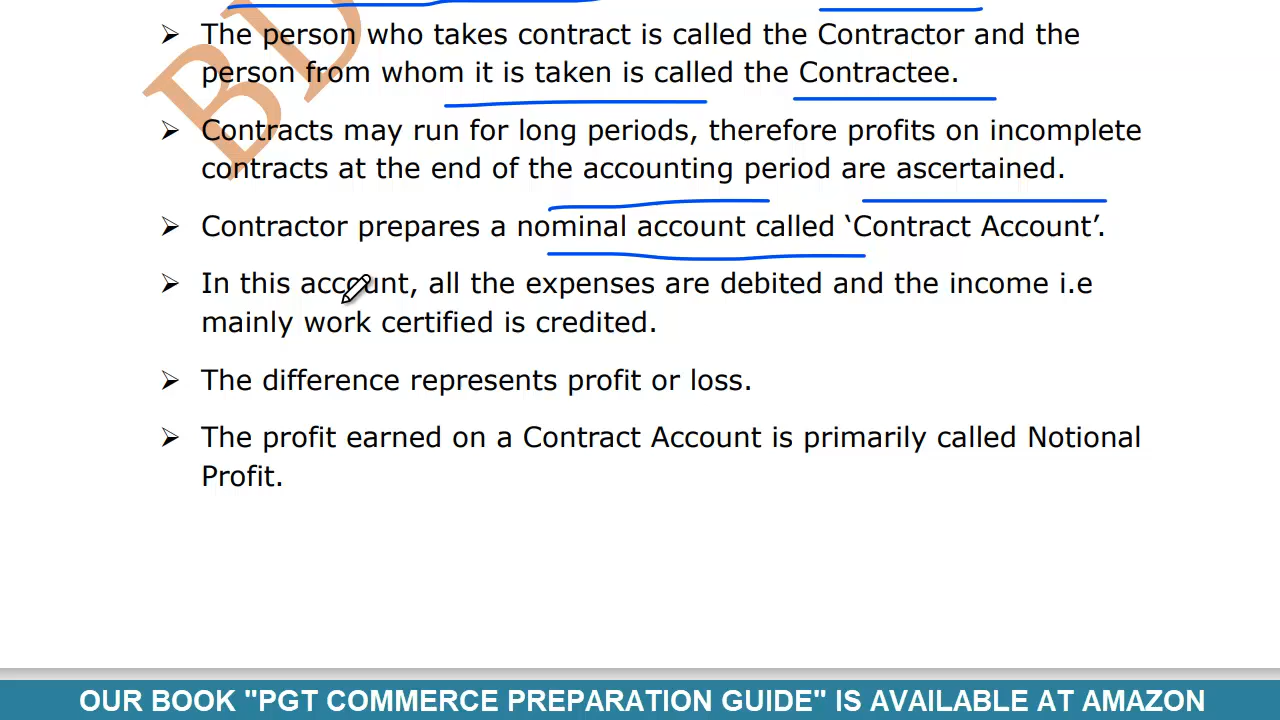 ➢ The person who takes contract is called the Contractor and the
person from whom it is taken is called the Contractee.
➢ Contracts may run for long periods, therefore profits on incomplete
contracts at the end of the accounting period are ascertained.
➢ Contractor prepares a nominal account called ‘Contract Account’.
➢ In this account, all the expenses are debited and the income i.e
mainly work certified is credited.
➢ The difference represents profit or loss.
➢ The profit earned on a Contract Account is primarily called Notional
Profit.
OUR BOOK "PGT COMMERCE PREPARATION GUIDE" IS AVAILABLE AT AMAZON